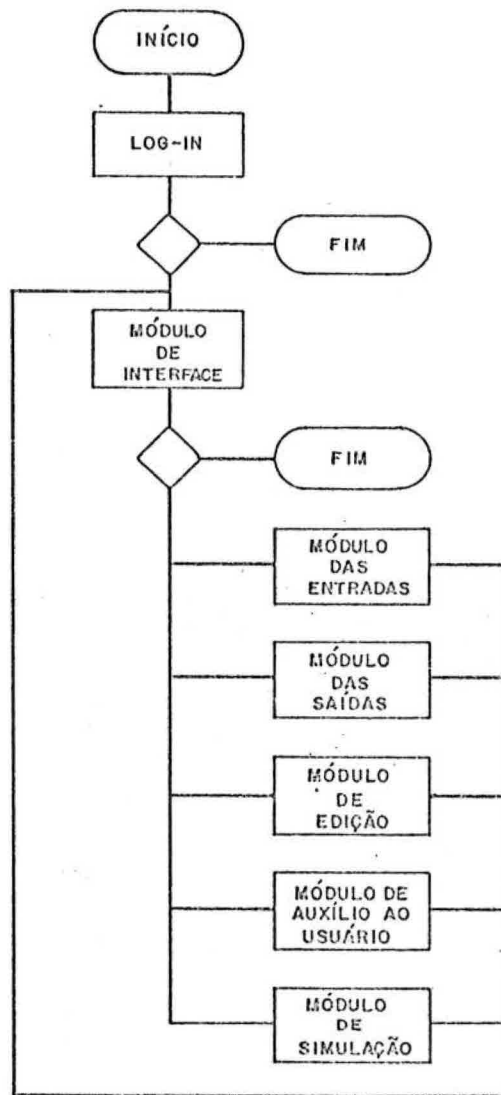 INÍCIO
LOG-IN
FIM
MÓDULO
DE
INTERFACE
FIM
MÓDULO
DAS
ENTRADAS
MÓDULO
DAS
SAÍDAS
MÓDULO
DE
EDIÇÃO
MÓDULO DE
AUXÍLIO AO
USUÁRIO
MÓDULO
DE
SIMULAÇÃO